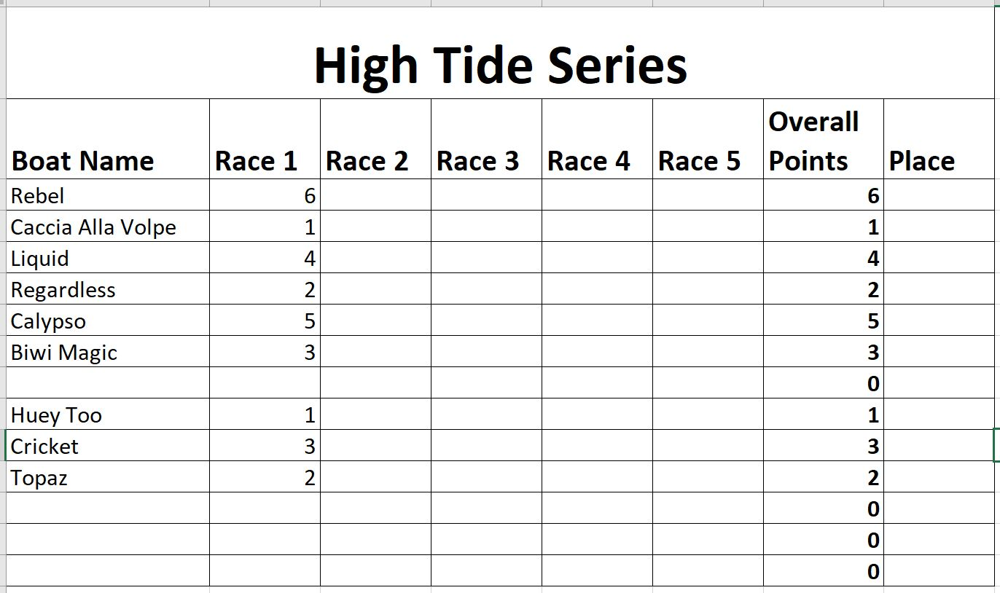 High Tide Series
Boat Name Race 1 Race 2 Race 3 Race 4 Race 5 Overall Points Place
Rebel 6 6
Caccia Alla Volpe 1 1
Liquid 4 4
Regardless 2 2
Calypso 5 5
Biwi Magic 3 3
0
Huey Too 1 1
Cricket 3 3
Topaz 2 2
0
0
0